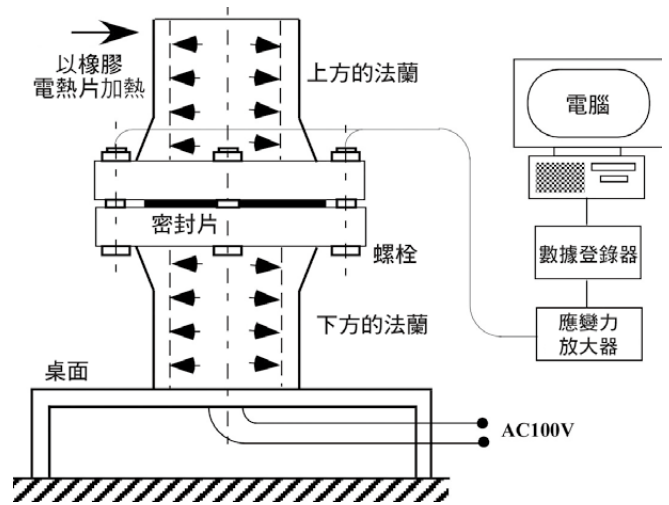 以橡膠
電熱片加熱
上方的法蘭
電腦
密封片
螺栓
數據登錄器
下方的法蘭
應變力
放大器
桌面
AC100V